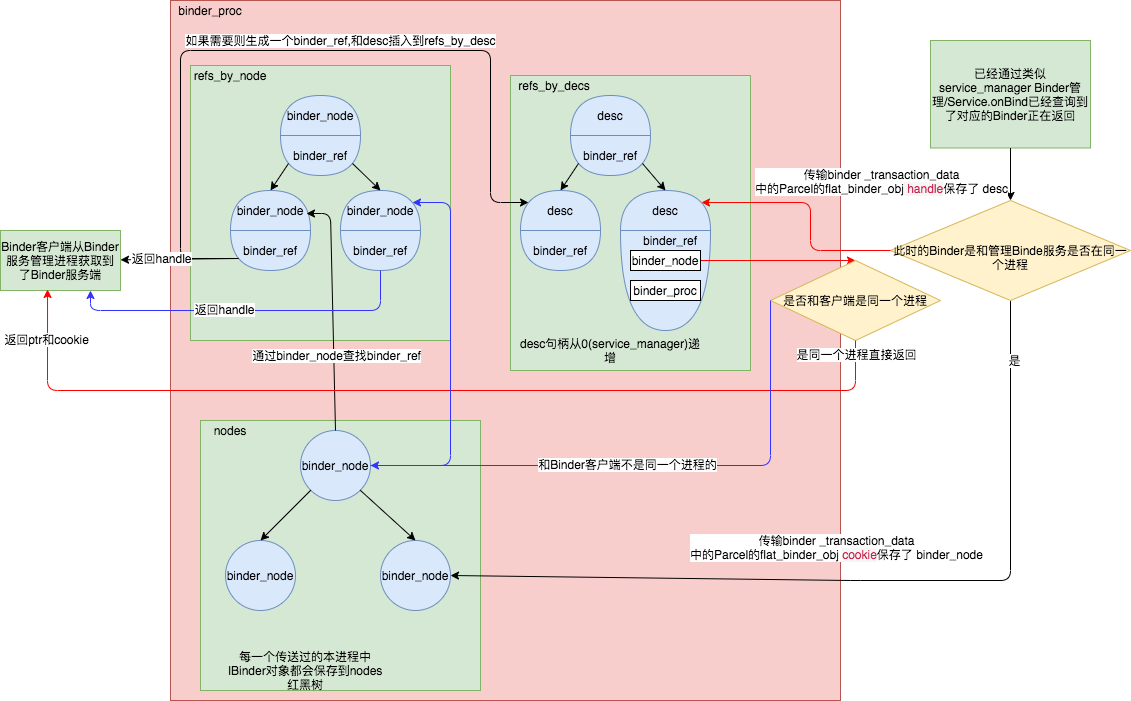 binder_proc
如果需要则生成一个binder_ref,和desc插入到refs_by_desc
refs_by_node
binder_node
binder_ref
binder_node
binder_ref
binder_node
binder_ref
refs_by_decs
desc
binder_ref
desc
binder_ref
desc
binder_ref
binder_node
binder_proc
desc句柄从0(service_manager)递
增
已经通过类似
service_manager Binder管
理/Service.onBind已经查询到
了对应的Binder正在返回
传输binder _transaction_data
中的Parcel的flat_binder_obj handle保存了 desc
此时的Binder是和管理Binde服务是否在同一
个进程
是否和客户端是同一个进程
是同一个进程直接返回
是
Binder客户端从Binder
服务管理进程获取到
了Binder服务端
返回handle
返回handle
返回ptr和cookie
通过binder_node查找binder_ref
nodes
binder_node
和Binder客户端不是同一个进程的
binder_node
binder_node
传输binder _transaction_data
中的Parcel的flat_binder_obj cookie保存了 binder_node
每一个传送过的本进程中
IBinder对象都会保存到nodes
红黑树